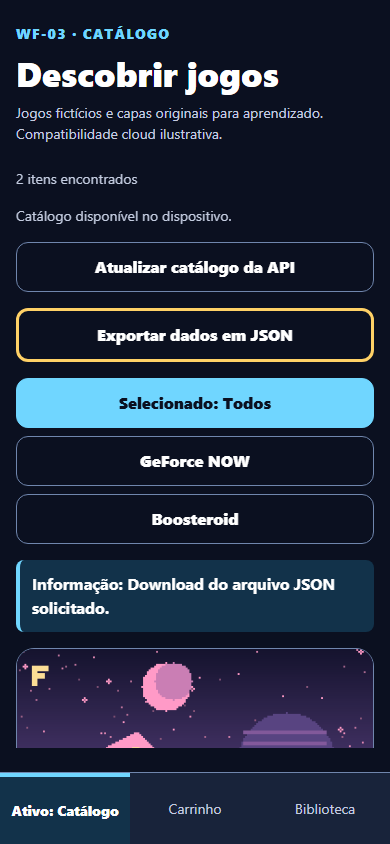 WF-03 • CATÁLOGO
Descobrir jogos
Jogos fictícios e capas originais para aprendizado.
Compatibilidade cloud ilustrativa.
2 itens encontrados
Catálogo disponível no dispositivo.
Atualizar catálogo da API
Exportar dados em JSON
Selecionado: Todos
GeForce NOW
Boosteroid
Informação: Download do arquivo JSON
solicitado.
F
Ativo: Catálogo
Carrinho
Biblioteca